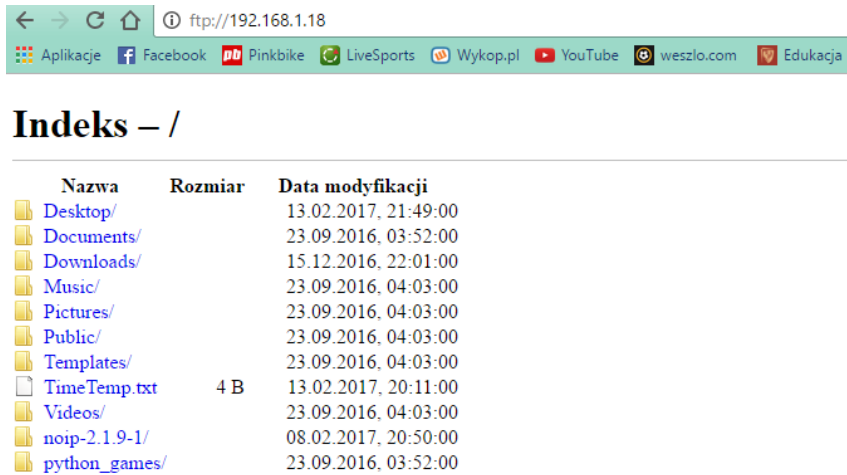 ftp://192.168.1.18
Aplikacje Facebook pb Pinkbike LiveSports Wykop.pl YouTube weszlo.com Edukacja
Indeks – /
Nazwa Rozmiar Data modyfikacji
Desktop/ 13.02.2017, 21:49:00
Documents/ 23.09.2016, 03:52:00
Downloads/ 15.12.2016, 22:01:00
Music/ 23.09.2016, 04:03:00
Pictures/ 23.09.2016, 04:03:00
Public/ 23.09.2016, 04:03:00
Templates/ 23.09.2016, 04:03:00
TimeTemp.txt 4 B 13.02.2017, 20:11:00
Videos/ 23.09.2016, 04:03:00
noip-2.1.9-1/ 08.02.2017, 20:50:00
python_games/ 23.09.2016, 03:52:00